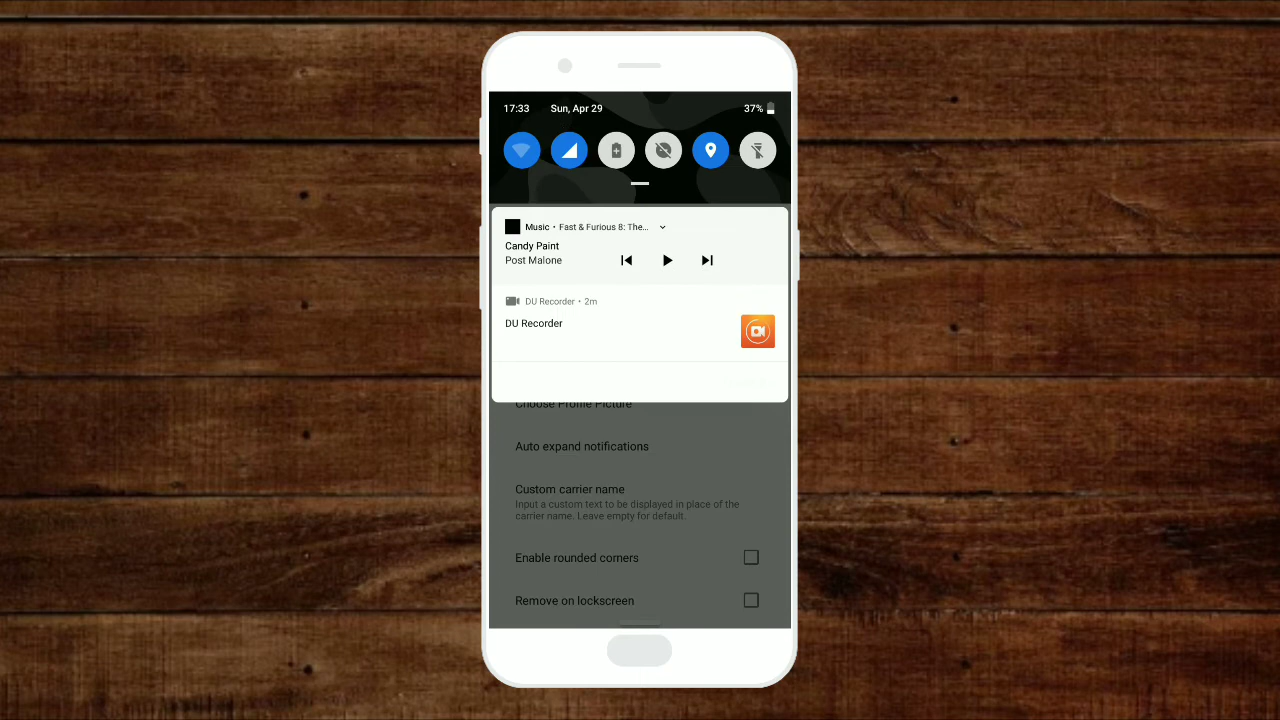 17:33 Sun, Apr 29 37%
Music • Fast & Furious 8: The...
Candy Paint
Post Malone
DU Recorder • 2m
DU Recorder
Choose Profile Picture
Auto expand notifications
Custom carrier name
Input a custom text to be displayed in place of the
carrier name. Leave empty for default.
Enable rounded corners
Remove on lockscreen